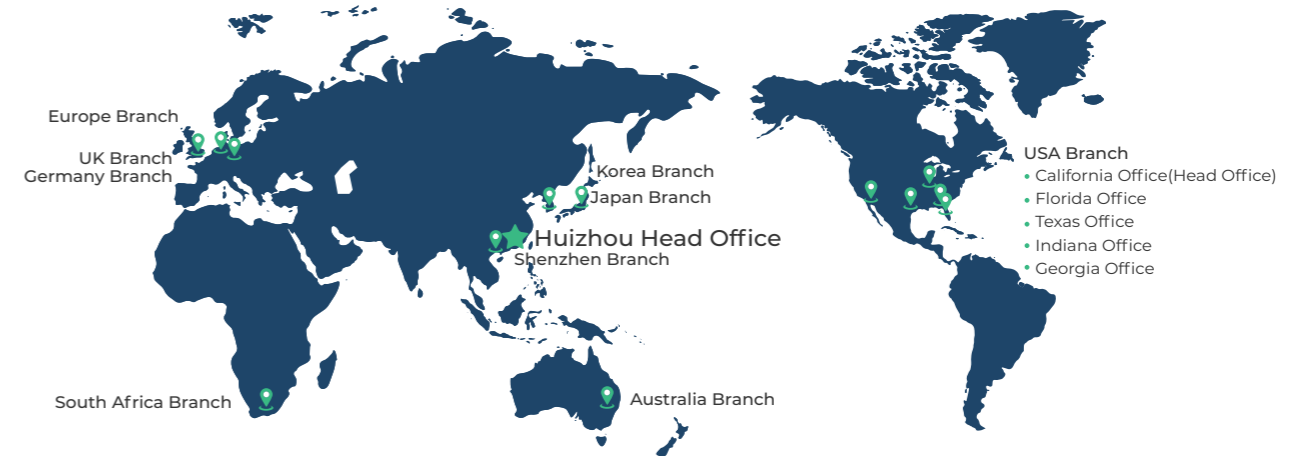 Europe Branch
UK Branch
Germany Branch
Korea Branch
Japan Branch
Huizhou Head Office
Shenzhen Branch
South Africa Branch
Australia Branch
USA Branch
• California Office(Head Office)
• Florida Office
• Texas Office
• Indiana Office
• Georgia Office